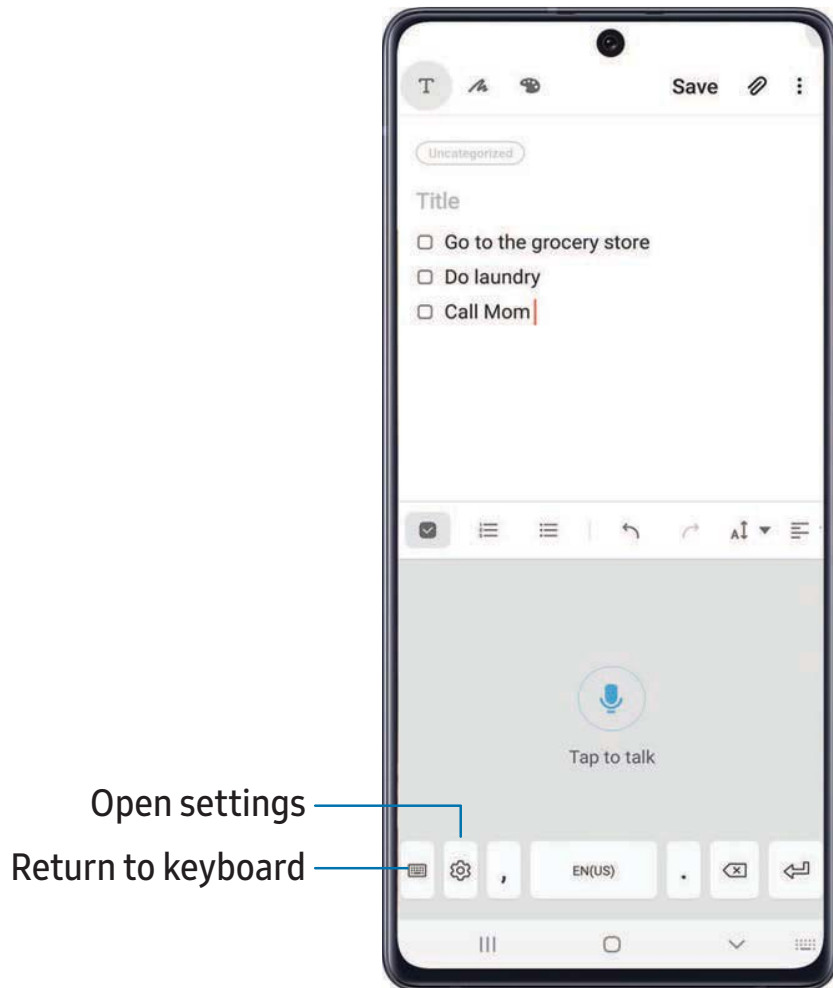 T
Save
Uncategorized
Title
Go to the grocery store
Do laundry
Call Mom
A
Tap to talk
Open settings
Return to keyboard
, EN(US) .